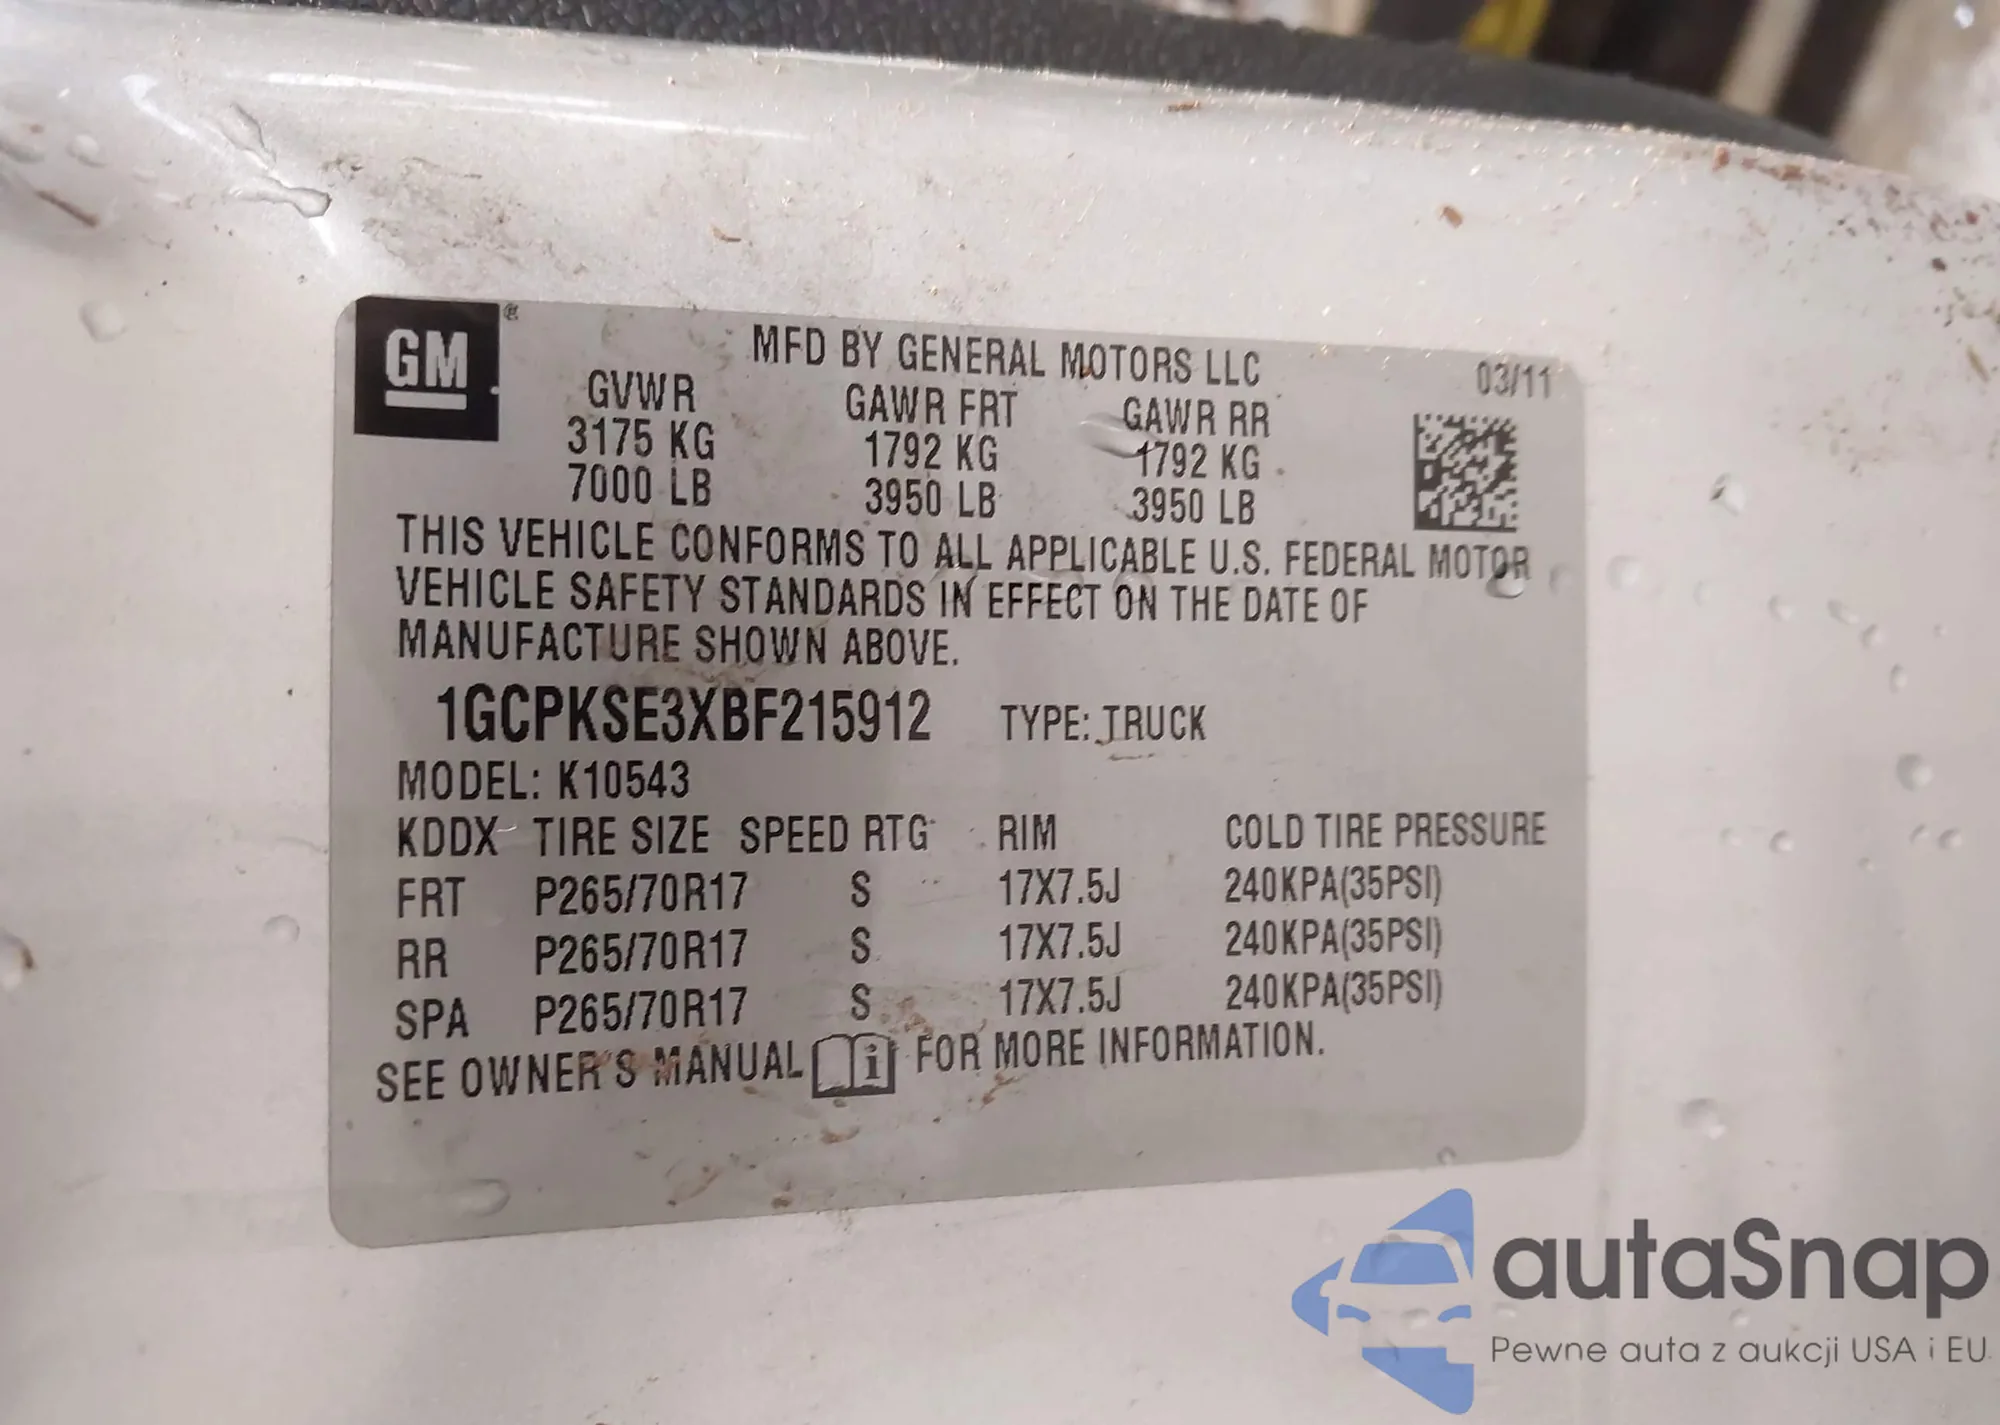 GM
MFD BY GENERAL MOTORS LLC 03/11
GVWR GAWR FRT GAWR RR
3175 KG 1792 KG 1792 KG
7000 LB 3950 LB 3950 LB
THIS VEHICLE CONFORMS TO ALL APPLICABLE U.S. FEDERAL MOTOR
VEHICLE SAFETY STANDARDS IN EFFECT ON THE DATE OF
MANUFACTURE SHOWN ABOVE.
1GCPKSE3XBF215912 TYPE: TRUCK
MODEL: K10543
KDDX TIRE SIZE SPEED RTG RIM COLD TIRE PRESSURE
FRT P265/70R17 S 17X7.5J 240KPA(35PSI)
RR P265/70R17 S 17X7.5J 240KPA(35PSI)
SPA P265/70R17 S 17X7.5J 240KPA(35PSI)
SEE OWNER'S MANUAL i FOR MORE INFORMATION.
autaSnap
Pewne auta z aukcji USA i EU